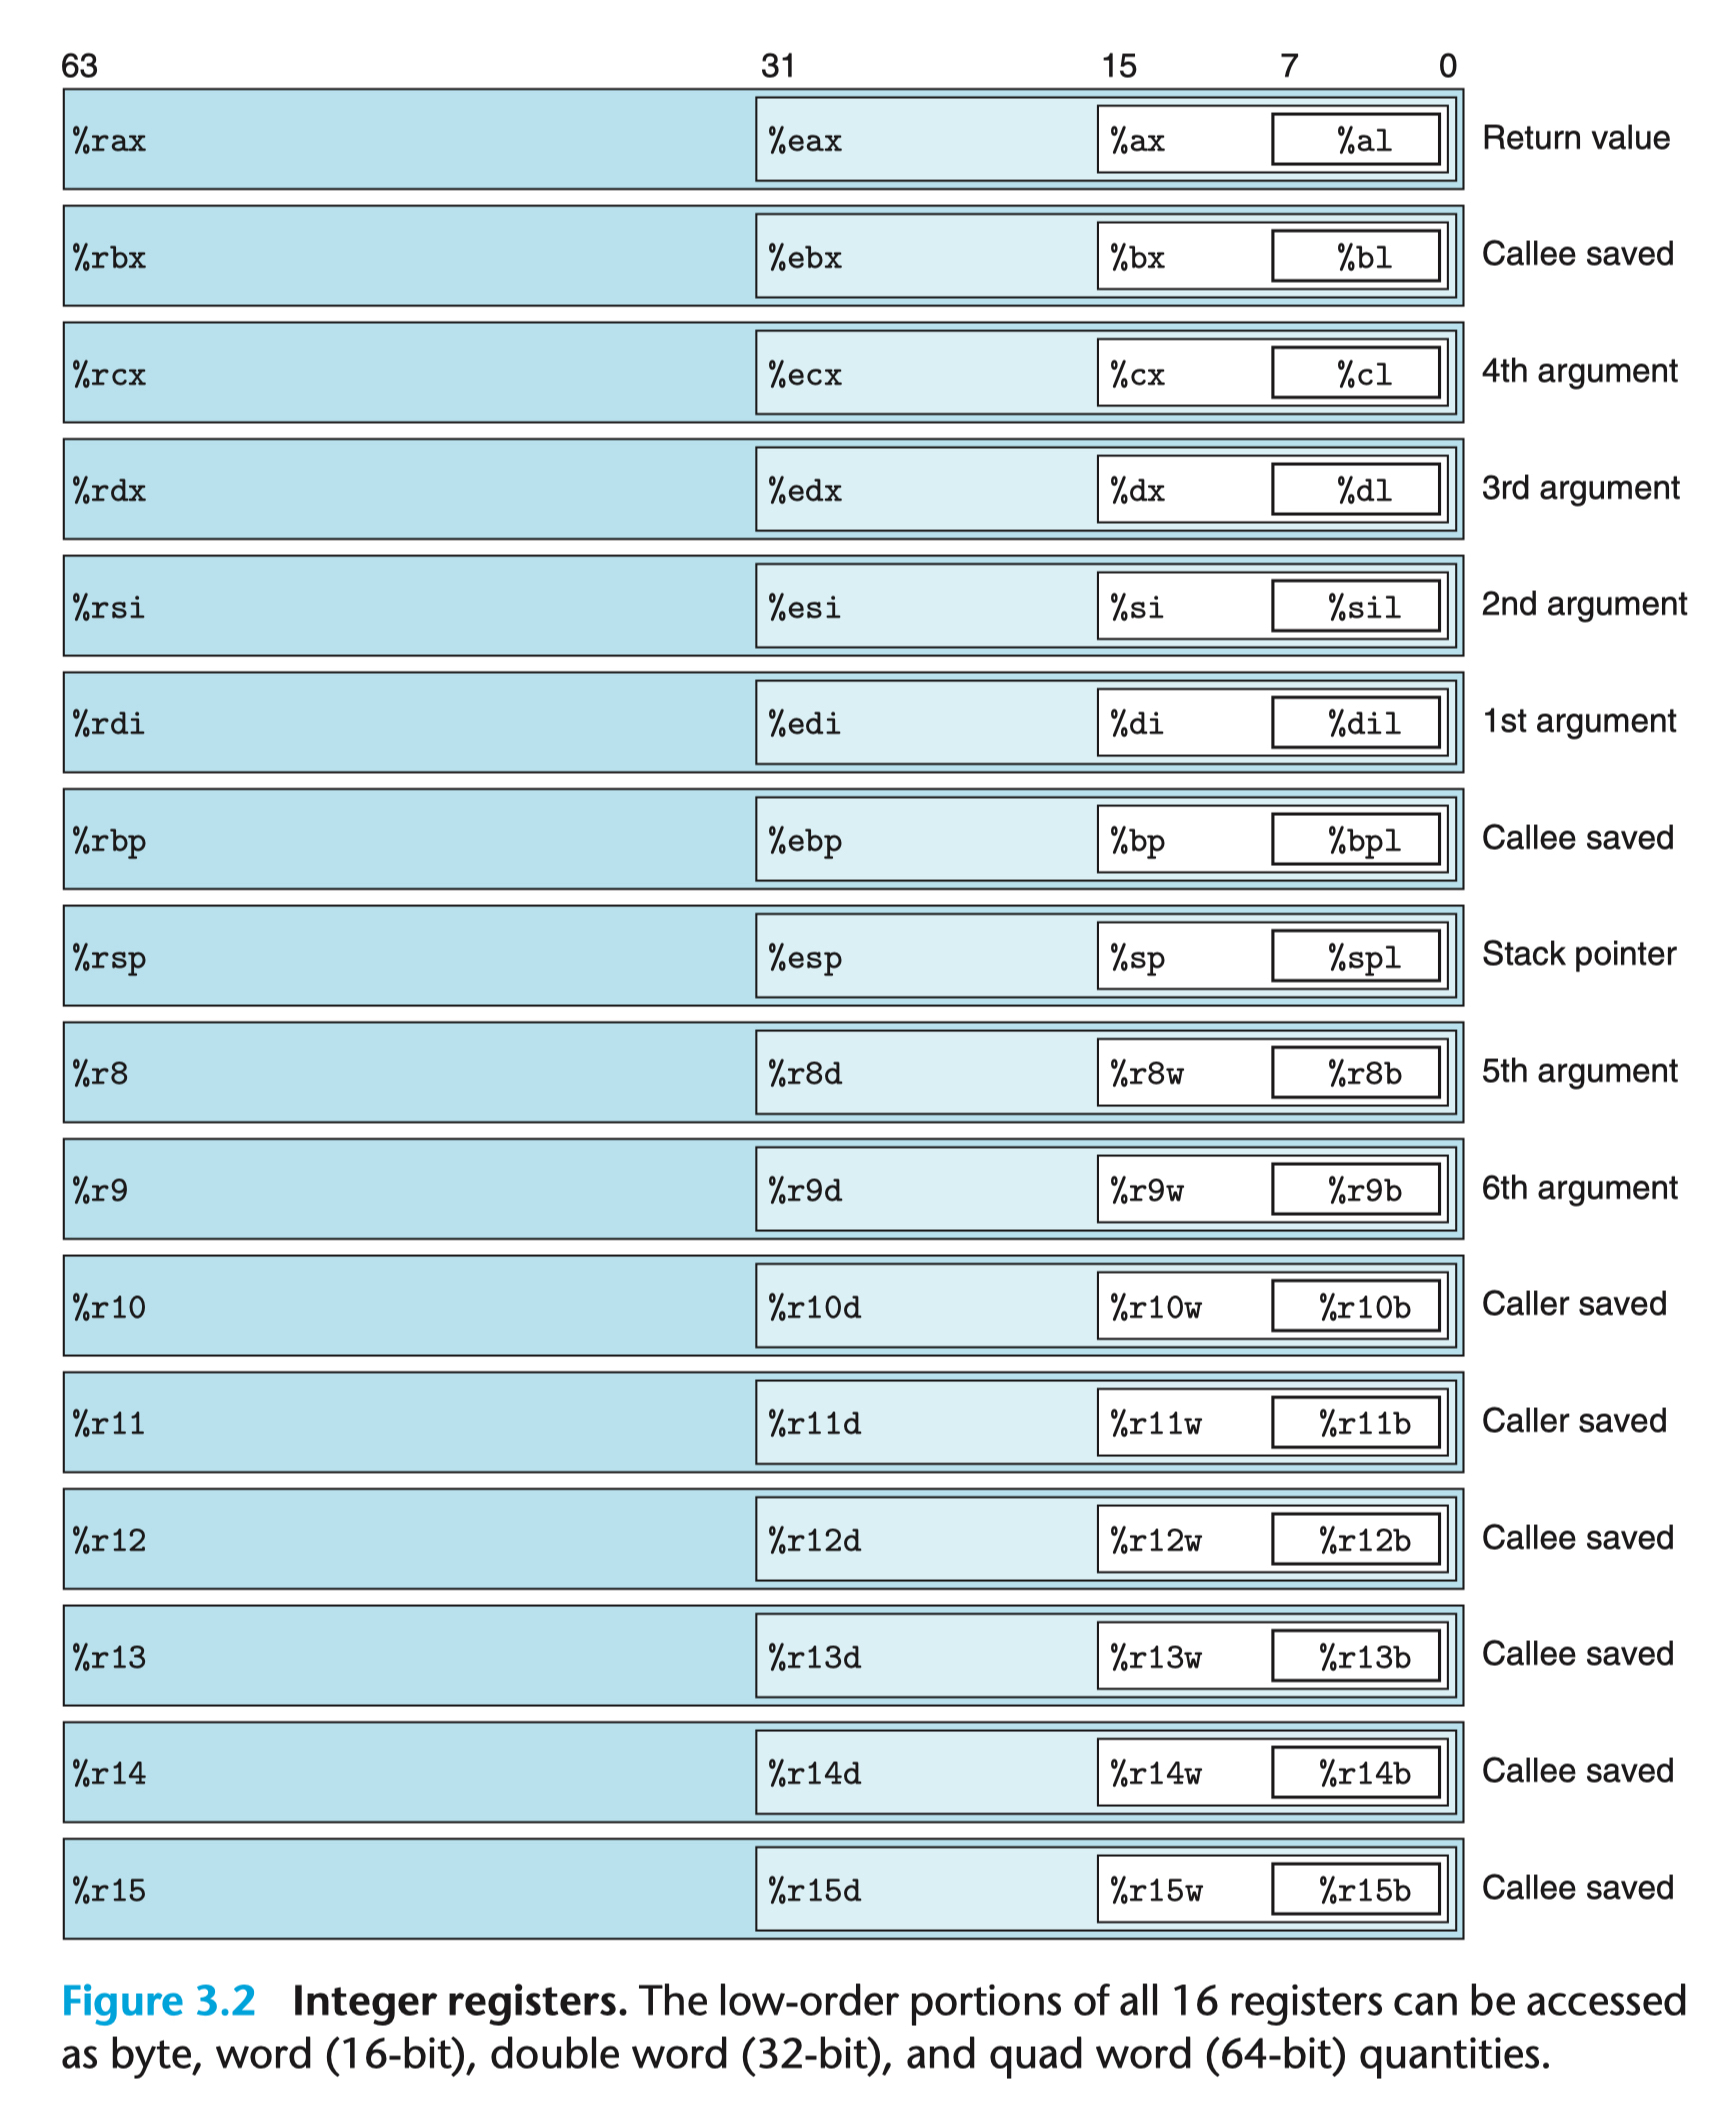 63 31 15 7 0
%rax %eax %ax %al Return value
%rbx %ebx %bx %bl Callee saved
%rcx %ecx %cx %cl 4th argument
%rdx %edx %dx %dl 3rd argument
%rsi %esi %si %sil 2nd argument
%rdi %edi %di %dil 1st argument
%rbp %ebp %bp %bpl Callee saved
%rsp %esp %sp %spl Stack pointer
%r8 %r8d %r8w %r8b 5th argument
%r9 %r9d %r9w %r9b 6th argument
%r10 %r10d %r10w %r10b Caller saved
%r11 %r11d %r11w %r11b Caller saved
%r12 %r12d %r12w %r12b Callee saved
%r13 %r13d %r13w %r13b Callee saved
%r14 %r14d %r14w %r14b Callee saved
%r15 %r15d %r15w %r15b Callee saved
Figure 3.2 Integer registers. The low-order portions of all 16 registers can be accessed
as byte, word (16-bit), double word (32-bit), and quad word (64-bit) quantities.